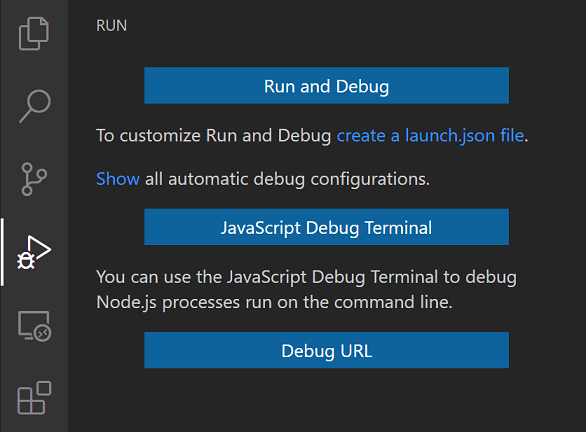 RUN
Run and Debug
To customize Run and Debug create a launch.json file.
Show all automatic debug configurations.
JavaScript Debug Terminal
You can use the JavaScript Debug Terminal to debug
Node.js processes run on the command line.
Debug URL